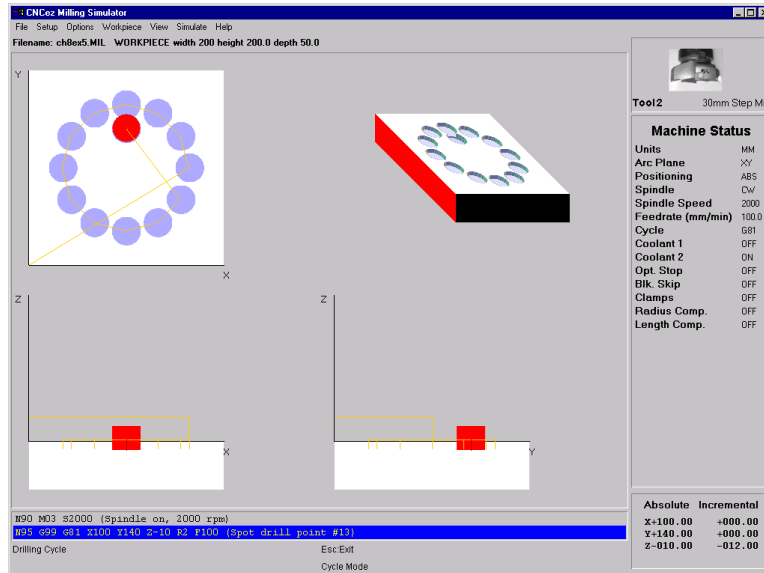 CNCez Milling Simulator
File Setup Options Workpiece View Simulate Help
Filename: ch8ex5.MIL WORKPIECE width 200 height 200.0 depth 50.0
Tool2 30mm Step Mi
Machine Status
Units MM
Arc Plane XY
Positioning ABS
Spindle CW
Spindle Speed 2000
Feedrate (mm/min) 100.0
Cycle G81
Coolant 1 OFF
Coolant 2 ON
Opt. Stop OFF
Blk. Skip OFF
Clamps OFF
Radius Comp. OFF
Length Comp. OFF
Y
X
Z
X
Z
Y
Absolute Incremental
X+100.00 +000.00
Y+140.00 +000.00
Z-010.00 -012.00
N90 M03 S2000 (Spindle on, 2000 rpm)
N95 G99 G81 X100 Y140 Z-10 R2 F100 (Spot drill point #13)
Drilling Cycle Esc:Exit
Cycle Mode